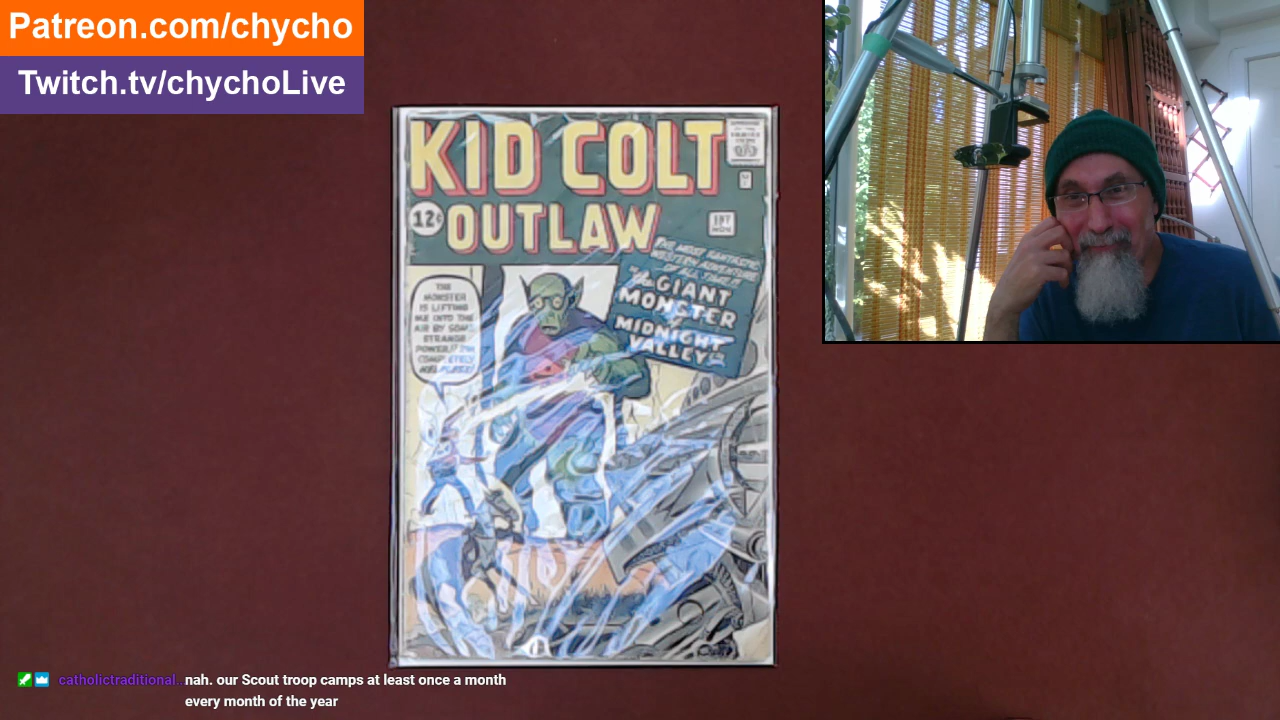 Patreon.com/chycho
Twitch.tv/chychoLive
KID COLT
OUTLAW
12¢
NOV
THE MOST FANTASTIC
WESTERN ADVENTURE
OF ALL TIME!!!
"The GIANT
MONSTER
of
MIDNIGHT
VALLEY"
THE
MONSTER
IS LIFTING
ME INTO THE
AIR BY SOME
STRANGE
POWER!! I'M
COMPLETELY
HELPLESS!
catholictraditional... nah. our Scout troop camps at least once a month
every month of the year